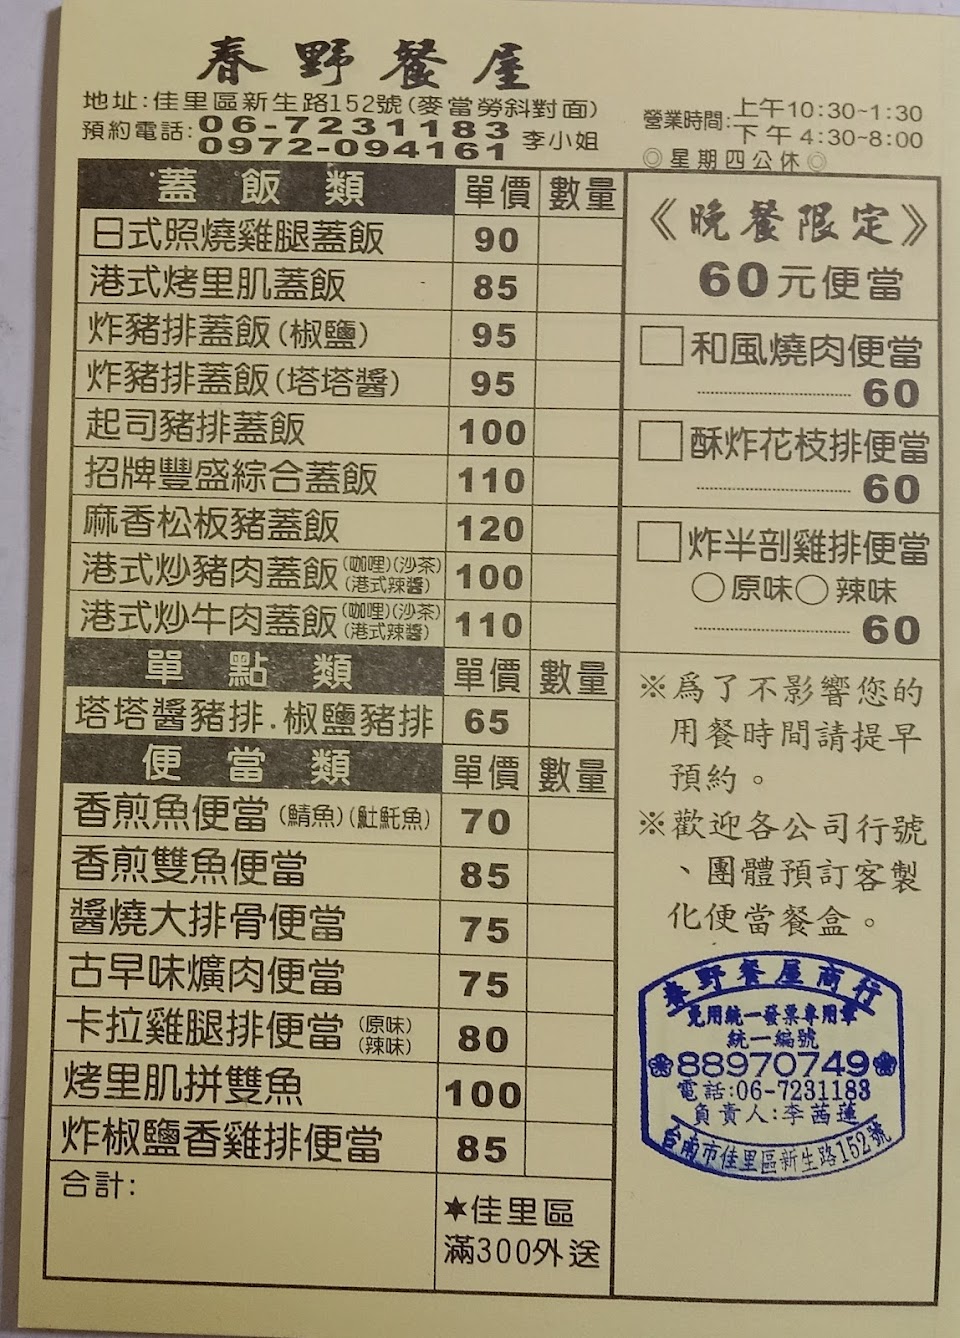 春野餐屋
地址:佳里區新生路152號(麥當勞斜對面)
預約電話: 06-7231183
0972-094161 李小姐
營業時間: 上午10:30~1:30
下午4:30~8:00
◎星期四公休◎
蓋飯類 單價 數量
日式照燒雞腿蓋飯 90
港式烤里肌蓋飯 85
炸豬排蓋飯(椒鹽) 95
炸豬排蓋飯(塔塔醬) 95
起司豬排蓋飯 100
招牌豐盛綜合蓋飯 110
麻香松板豬蓋飯 120
港式炒豬肉蓋飯(咖哩)(沙茶)(港式辣醬) 100
港式炒牛肉蓋飯(咖哩)(沙茶)(港式辣醬) 110
單點類 單價 數量
塔塔醬豬排.椒鹽豬排 65
便當類 單價 數量
香煎魚便當(鯖魚)(魠魠魚) 70
香煎雙魚便當 85
醬燒大排骨便當 75
古早味爌肉便當 75
卡拉雞腿排便當(原味)(辣味) 80
烤里肌拼雙魚 100
炸椒鹽香雞排便當 85
合計:
★佳里區
滿300外送
《晚餐限定》
60元便當
□和風燒肉便當
60
□酥炸花枝排便當
60
□炸半剖雞排便當
○原味○辣味
60
※為了不影響您的
用餐時間請提早
預約。
※歡迎各公司行號
、團體預訂客製
化便當餐盒。
春野餐屋商行
免用統一發票專用章
統一編號
88970749
電話:06-7231183
負責人:李茜蓮
台南市佳里區新生路152號